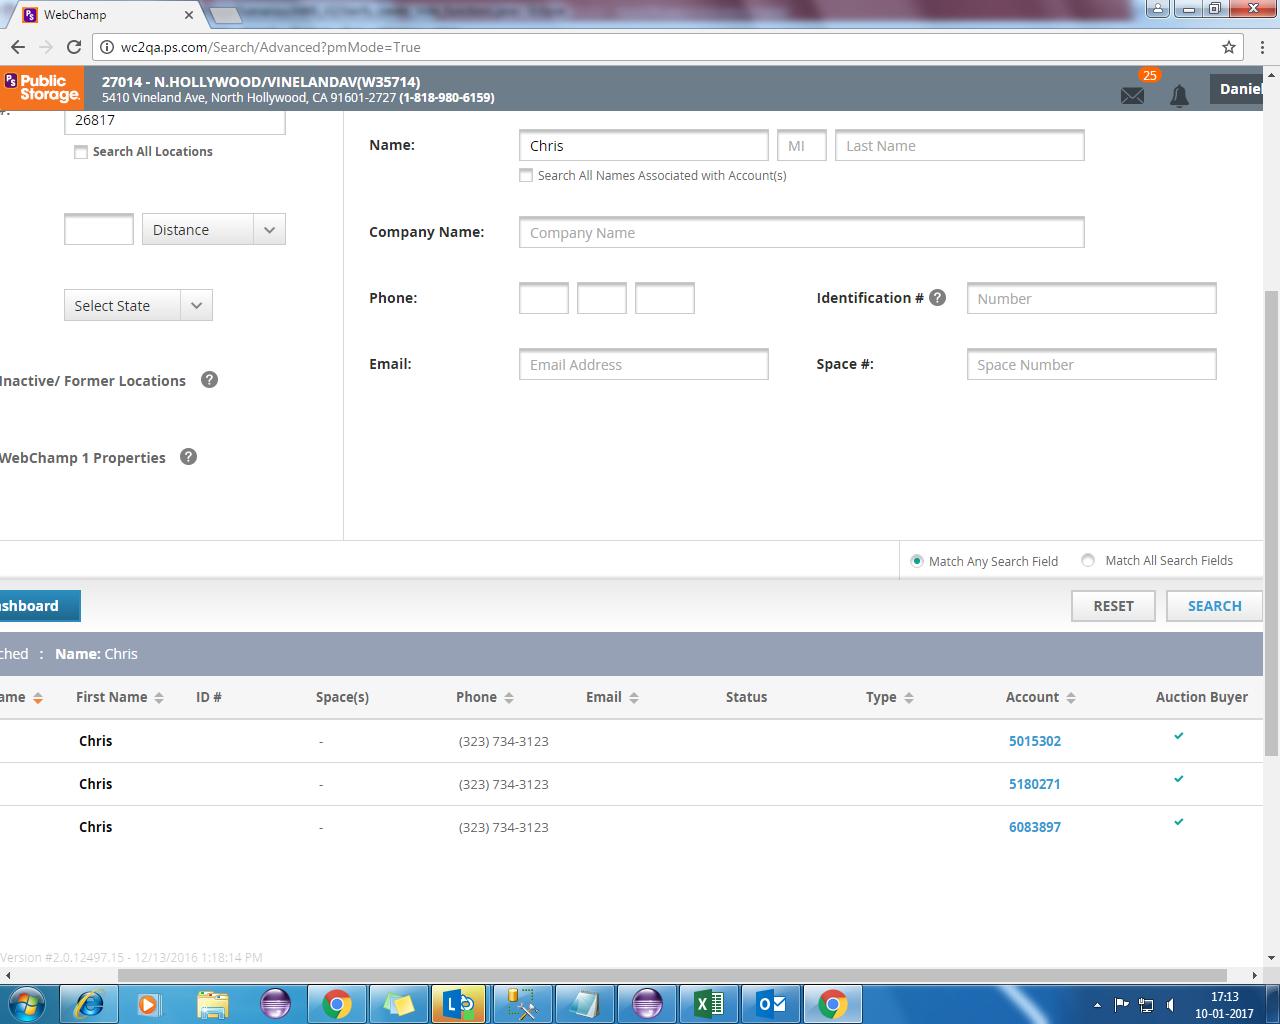 WebChamp
wc2qa.ps.com/Search/Advanced?pmMode=True
PS Public Storage.
27014 - N.HOLLYWOOD/VINELANDAV(W35714)
5410 Vineland Ave, North Hollywood, CA 91601-2727 (1-818-980-6159)
25
Daniel
26817
Search All Locations
Name: Chris MI Last Name
Search All Names Associated with Account(s)
Distance
Company Name: Company Name
Select State
Phone: Identification # ? Number
Email: Email Address Space #: Space Number
Inactive/ Former Locations ?
WebChamp 1 Properties ?
Match Any Search Field Match All Search Fields
shboard RESET SEARCH
ched : Name: Chris
ame First Name ID # Space(s) Phone Email Status Type Account Auction Buyer
Chris - (323) 734-3123 5015302
Chris - (323) 734-3123 5180271
Chris - (323) 734-3123 6083897
Version #2.0.12497.15 - 12/13/2016 1:18:14 PM
17:13
10-01-2017